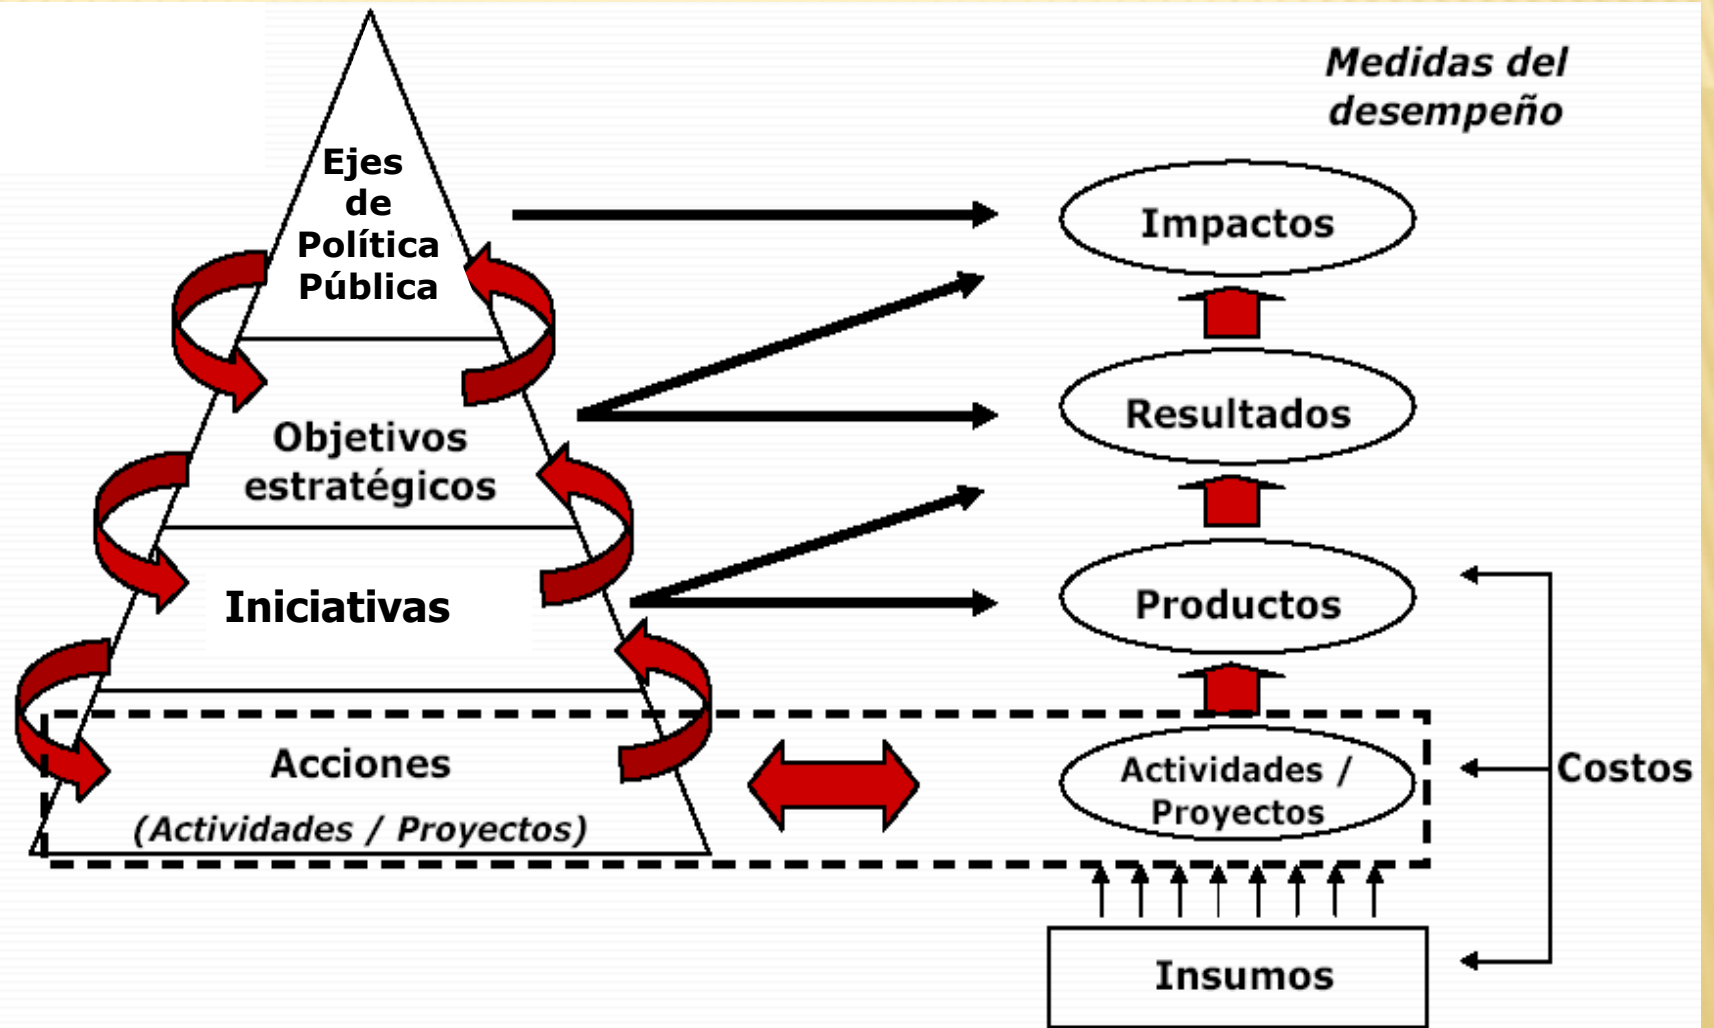 Medidas del
desempeño
Ejes
de
Política
Pública
Impactos
Objetivos
estratégicos
Resultados
Iniciativas
Productos
Acciones
(Actividades / Proyectos)
Actividades /
Proyectos
Costos
Insumos